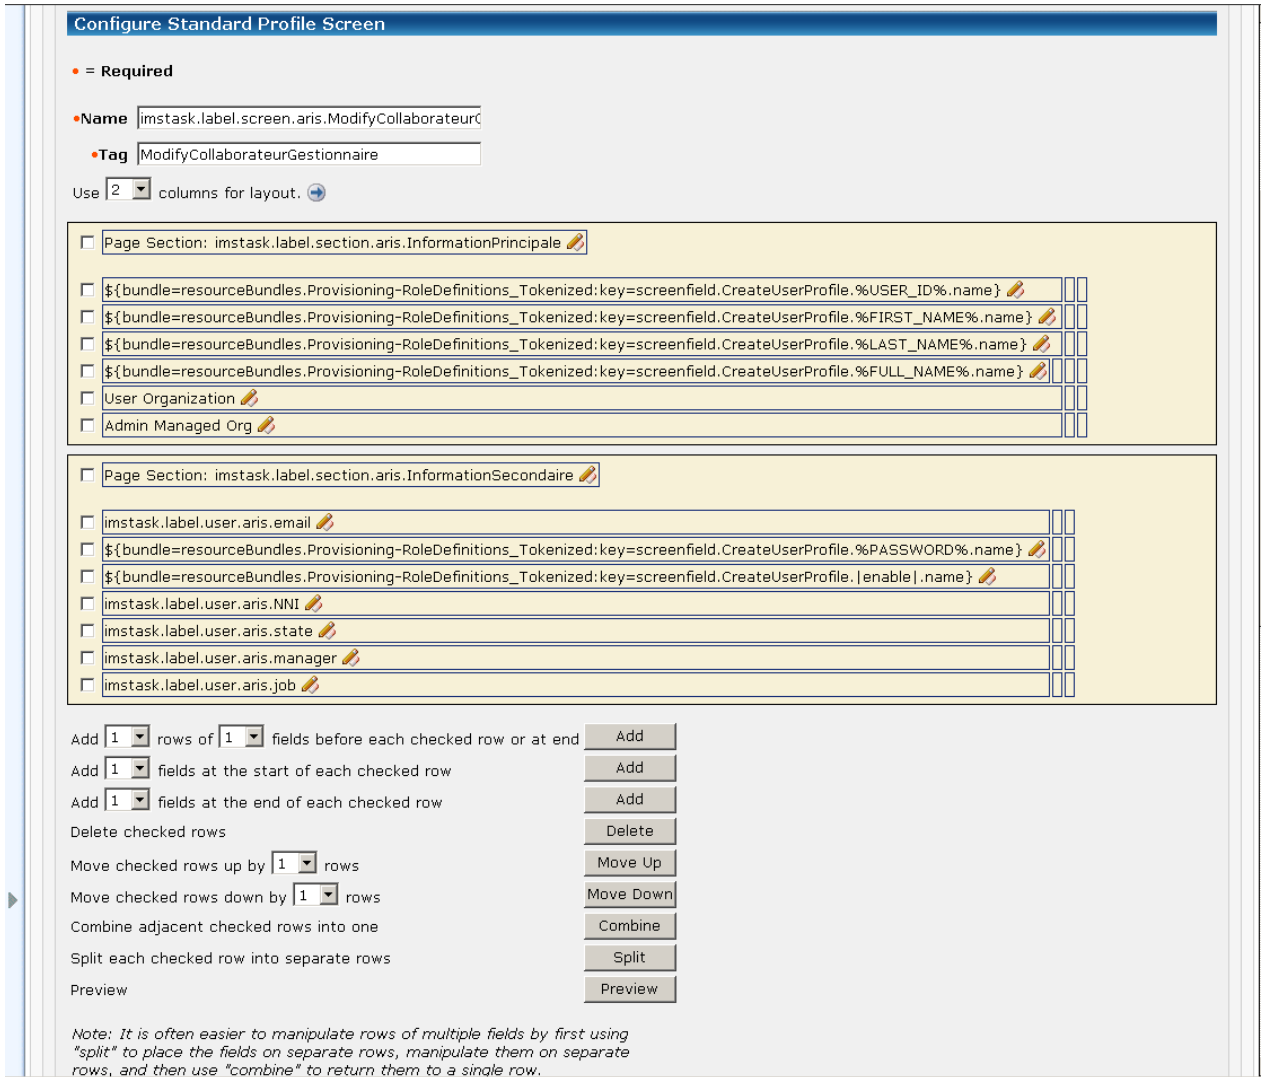 Configure Standard Profile Screen
• = Required
•Name imstask.label.screen.aris.ModifyCollaborateurG
•Tag ModifyCollaborateurGestionnaire
Use 2 columns for layout.
Page Section: imstask.label.section.aris.InformationPrincipale
${bundle=resourceBundles.Provisioning-RoleDefinitions_Tokenized:key=screenfield.CreateUserProfile.%USER_ID%.name}
${bundle=resourceBundles.Provisioning-RoleDefinitions_Tokenized:key=screenfield.CreateUserProfile.%FIRST_NAME%.name}
${bundle=resourceBundles.Provisioning-RoleDefinitions_Tokenized:key=screenfield.CreateUserProfile.%LAST_NAME%.name}
${bundle=resourceBundles.Provisioning-RoleDefinitions_Tokenized:key=screenfield.CreateUserProfile.%FULL_NAME%.name}
User Organization
Admin Managed Org
Page Section: imstask.label.section.aris.InformationSecondaire
imstask.label.user.aris.email
${bundle=resourceBundles.Provisioning-RoleDefinitions_Tokenized:key=screenfield.CreateUserProfile.%PASSWORD%.name}
${bundle=resourceBundles.Provisioning-RoleDefinitions_Tokenized:key=screenfield.CreateUserProfile.|enable|.name}
imstask.label.user.aris.NNI
imstask.label.user.aris.state
imstask.label.user.aris.manager
imstask.label.user.aris.job
Add 1 rows of 1 fields before each checked row or at end Add
Add 1 fields at the start of each checked row Add
Add 1 fields at the end of each checked row Add
Delete checked rows Delete
Move checked rows up by 1 rows Move Up
Move checked rows down by 1 rows Move Down
Combine adjacent checked rows into one Combine
Split each checked row into separate rows Split
Preview Preview
Note: It is often easier to manipulate rows of multiple fields by first using
"split" to place the fields on separate rows, manipulate them on separate
rows, and then use "combine" to return them to a single row.